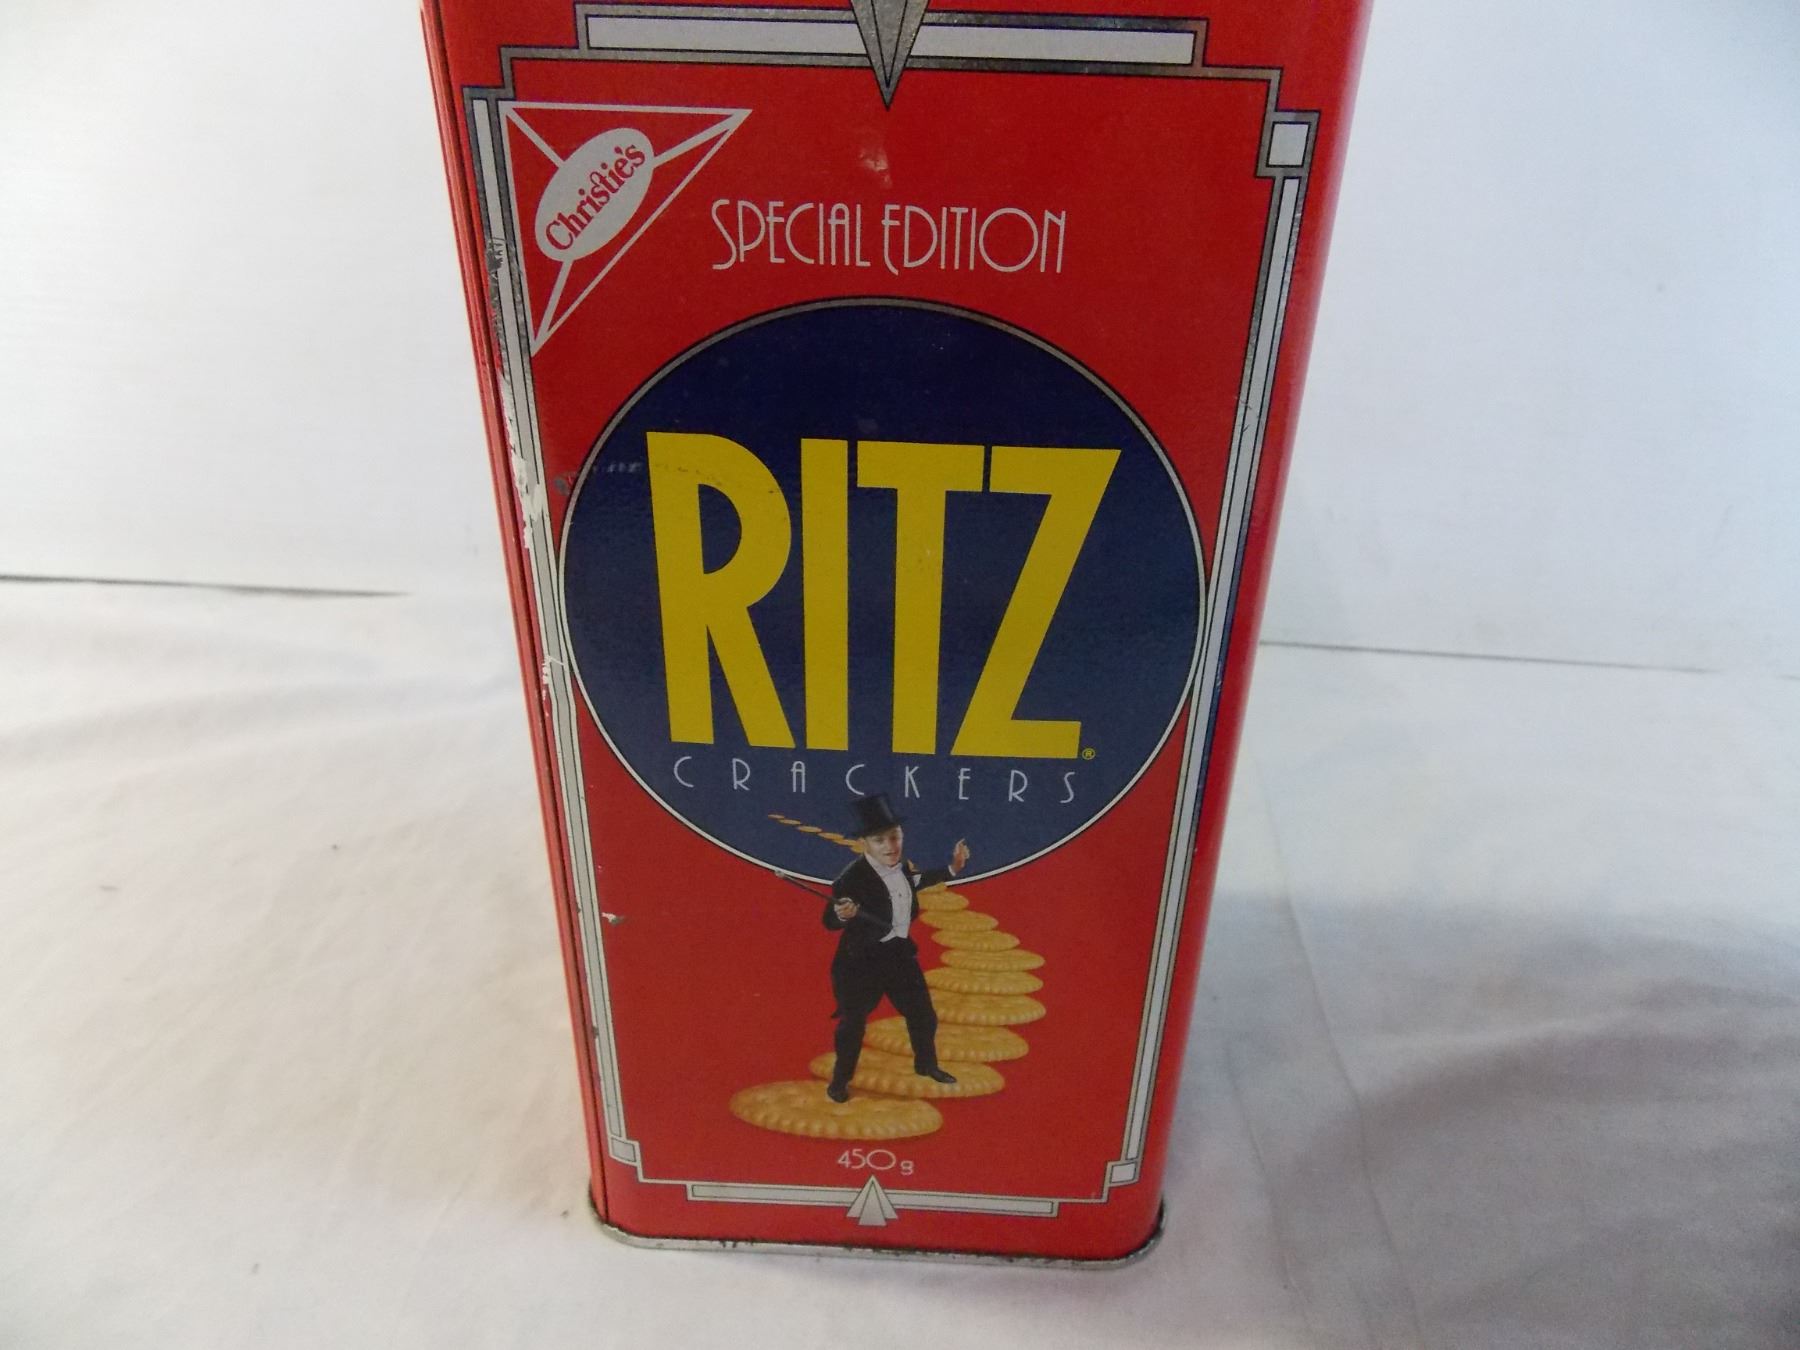 Christie's
SPECIAL EDITION
RITZ®
CRACKERS
450g